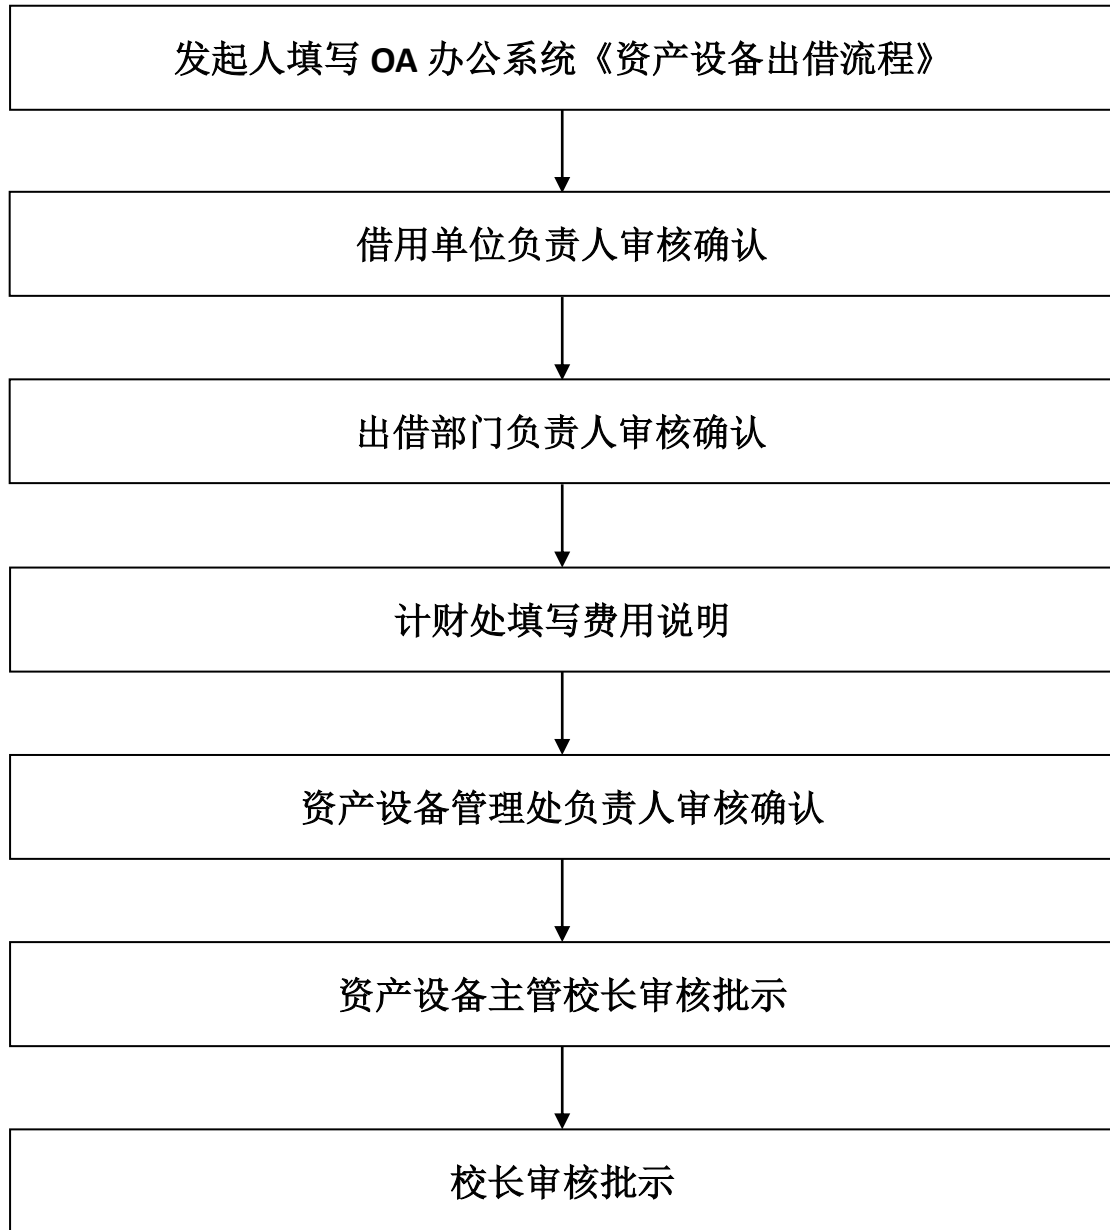 发起人填写 OA 办公系统《资产设备出借流程》
借用单位负责人审核确认
出借部门负责人审核确认
计财处填写费用说明
资产设备管理处负责人审核确认
资产设备主管校长审核批示
校长审核批示